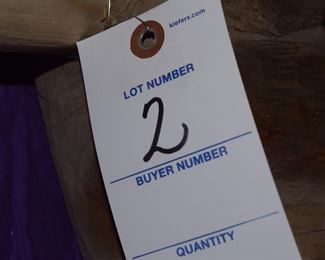 kiefers.com
LOT NUMBER
2
BUYER NUMBER
QUANTITY